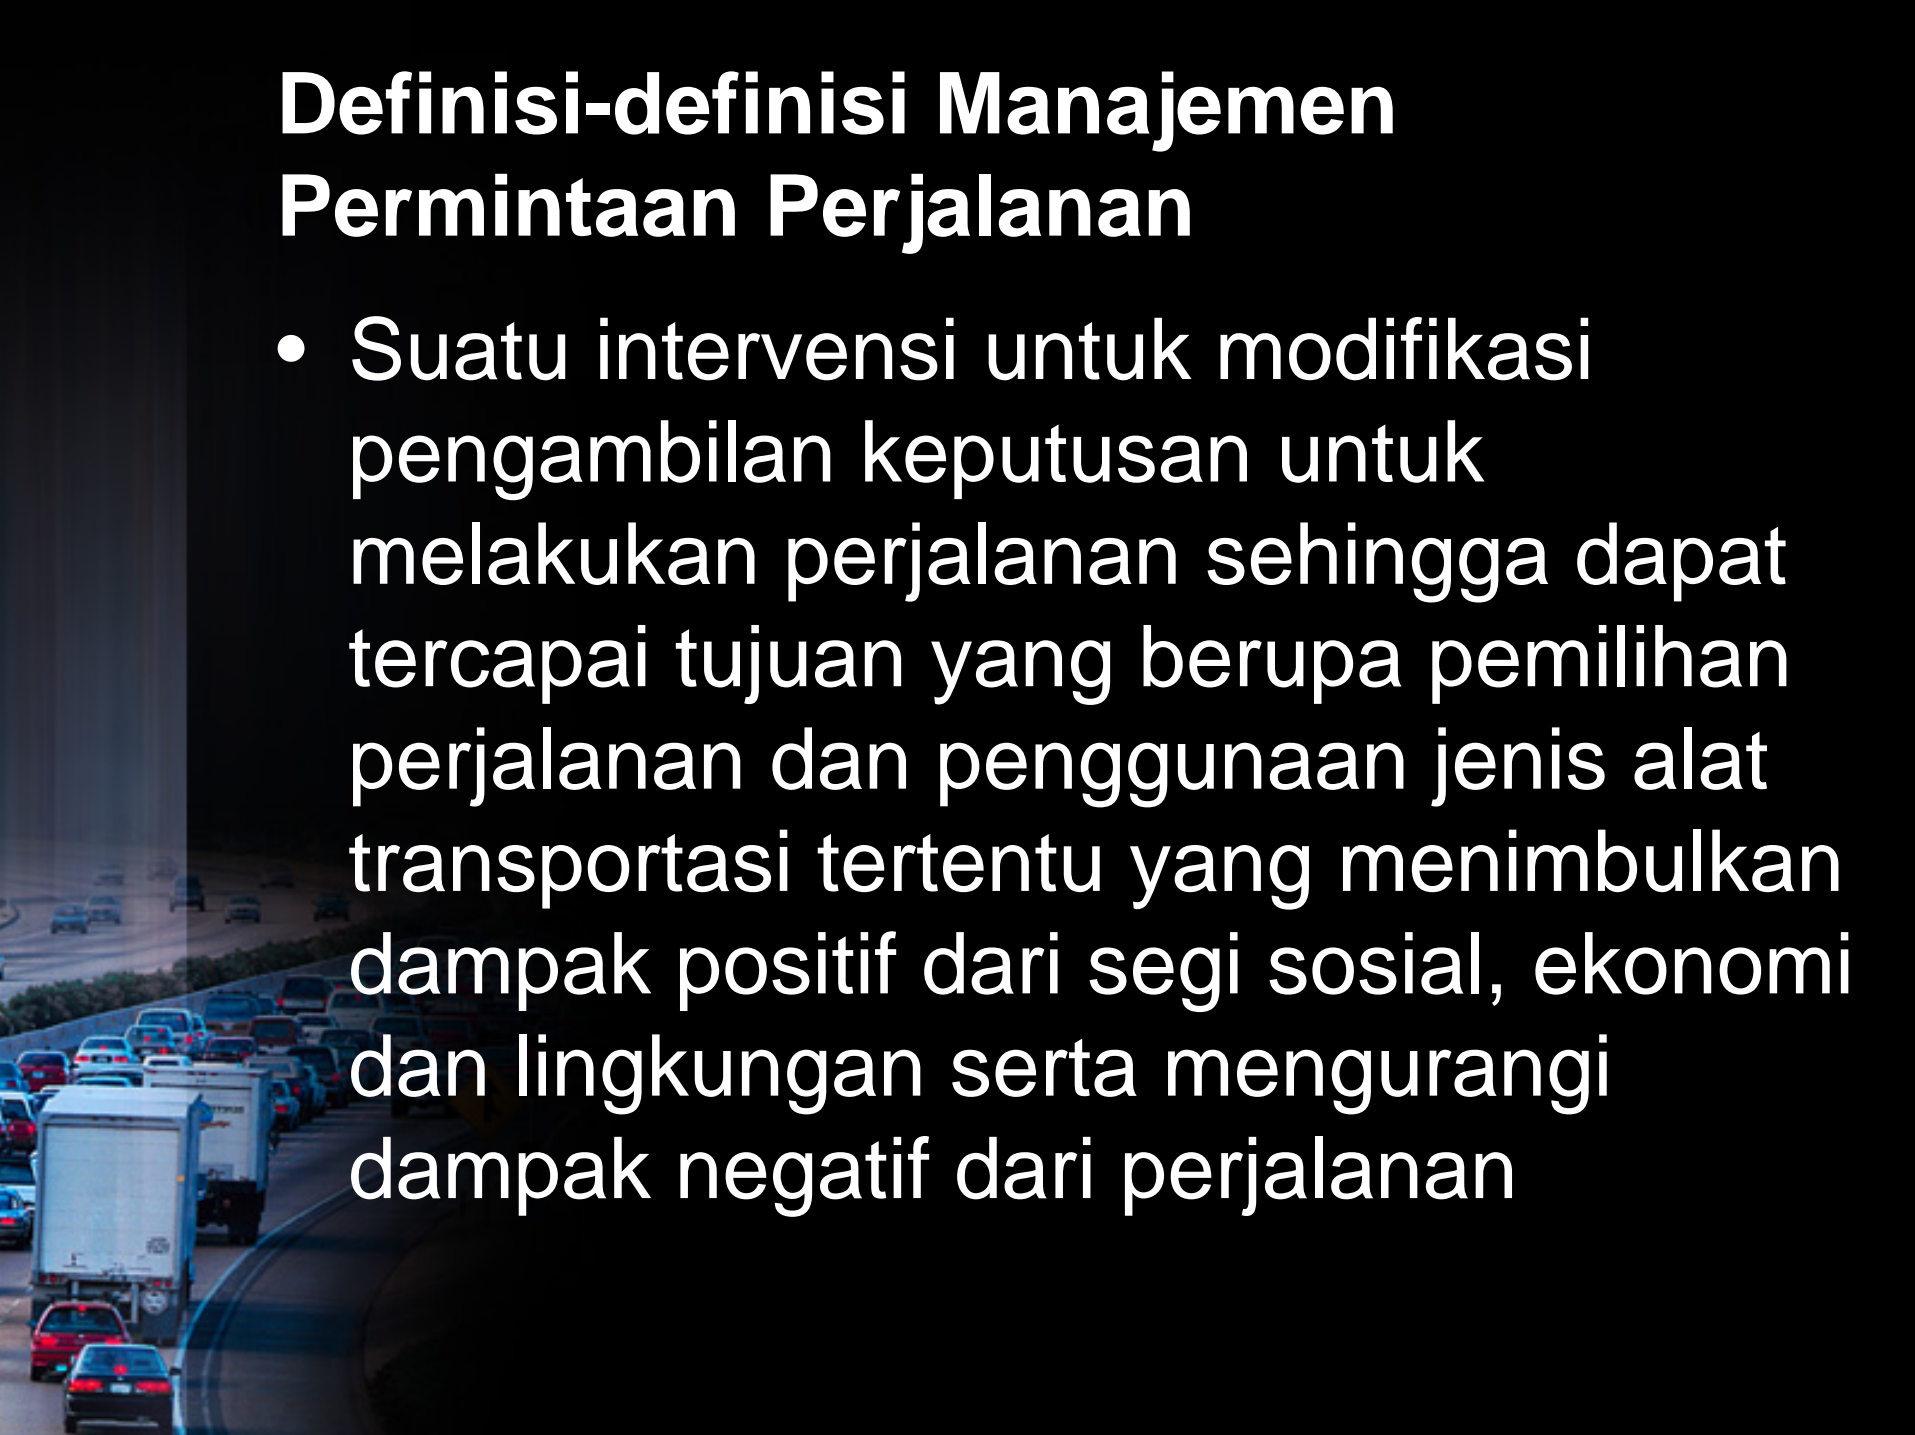 Definisi-definisi Manajemen
Permintaan Perjalanan
• Suatu intervensi untuk modifikasi
pengambilan keputusan untuk
melakukan perjalanan sehingga dapat
tercapai tujuan yang berupa pemilihan
perjalanan dan penggunaan jenis alat
transportasi tertentu yang menimbulkan
dampak positif dari segi sosial, ekonomi
dan lingkungan serta mengurangi
dampak negatif dari perjalanan